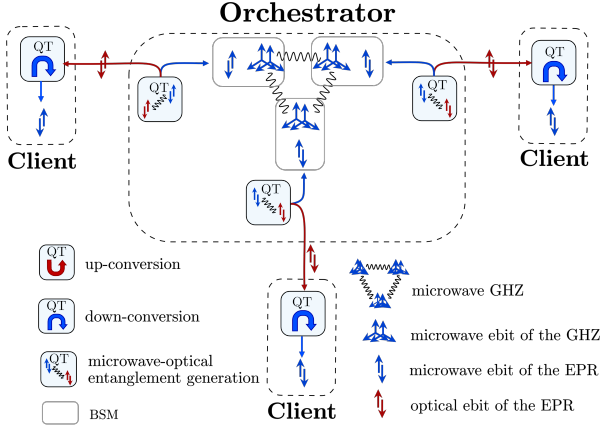 Orchestrator
QT
QT
QT
QT
Client
Client
QT
QT
Client
QT
up-conversion
QT
down-conversion
QT
microwave-optical
entanglement generation
BSM
microwave GHZ
microwave ebit of the GHZ
microwave ebit of the EPR
optical ebit of the EPR